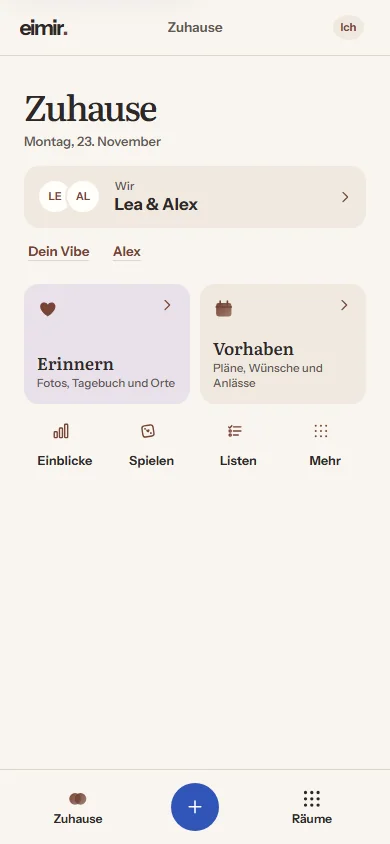 eimir.
Zuhause
Ich
Zuhause
Montag, 23. November
LE
AL
Wir
Lea & Alex
Dein Vibe
Alex
Erinnern
Fotos, Tagebuch und Orte
Vorhaben
Pläne, Wünsche und
Anlässe
Einblicke
Spielen
Listen
Mehr
Zuhause
Räume